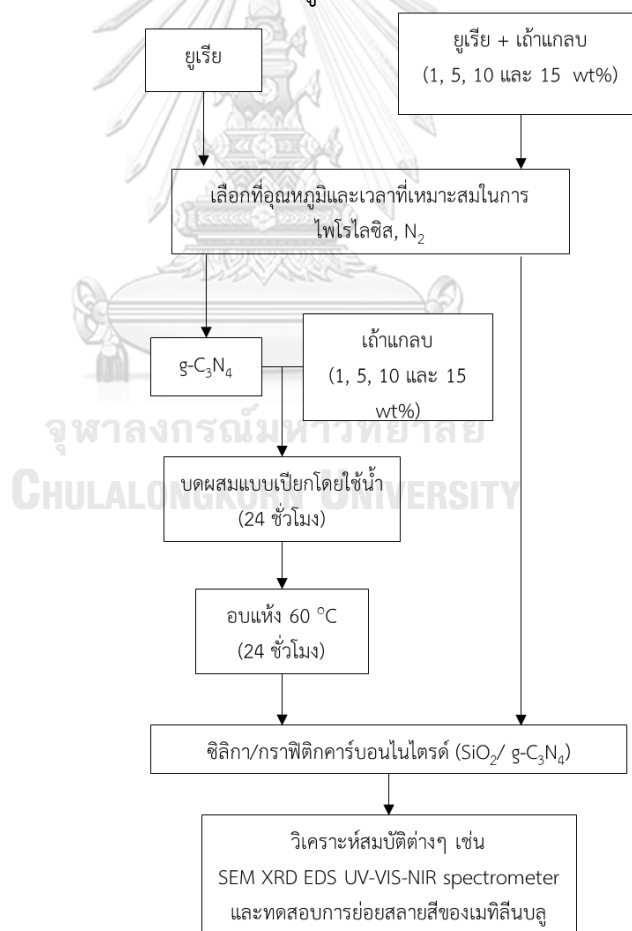 ยูเรีย
ยูเรีย + เถ้าแกลบ
(1, 5, 10 และ 15 wt%)
เลือกที่อุณหภูมิและเวลาที่เหมาะสมในการ
ไพโรไลซิส, N₂
g-C₃N₄
เถ้าแกลบ
(1, 5, 10 และ 15
wt%)
จุฬาลงกรณ์มหาวิทยาลัย
บดผสมแบบเปียกโดยใช้น้ำ
(24 ชั่วโมง)
CHULALONGKORN UNIVERSITY
อบแห้ง 60 °C
(24 ชั่วโมง)
ซิลิกา/กราฟิติกคาร์บอนไนไตรด์ (SiO₂/ g-C₃N₄)
วิเคราะห์สมบัติต่างๆ เช่น
SEM XRD EDS UV-VIS-NIR spectrometer
และทดสอบการย่อยสลายสีของเมทิลีนบลู